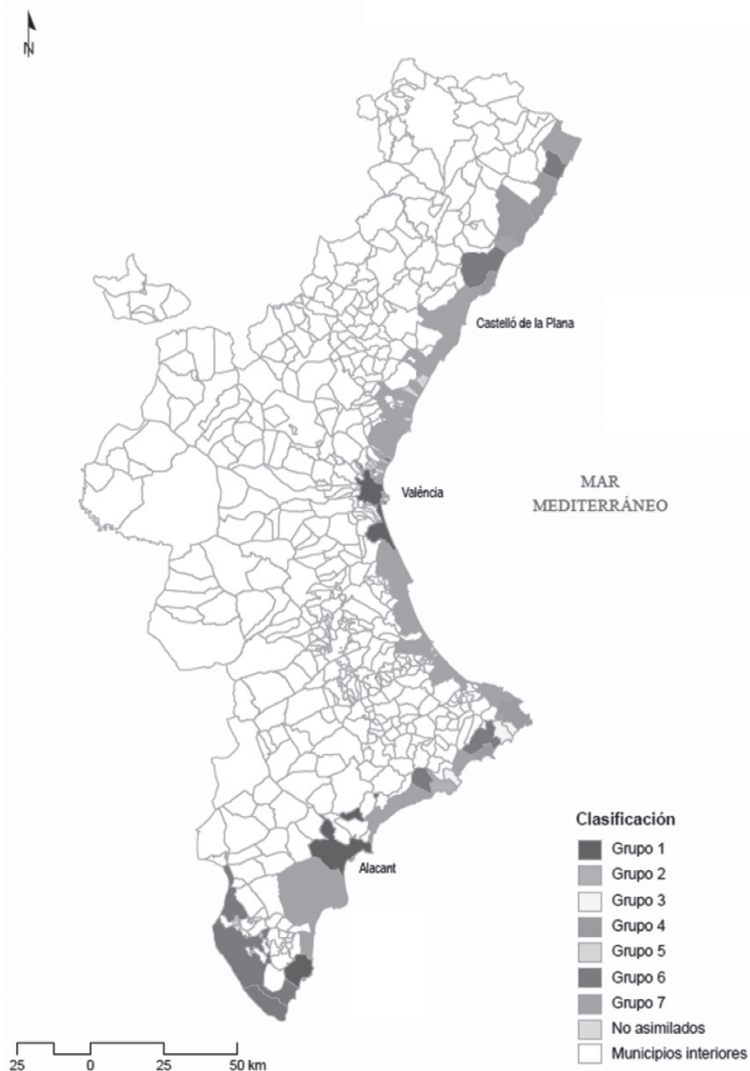 N
Castelló de la Plana
València
MAR
MEDITERRÁNEO
Alacant
Clasificación
Grupo 1
Grupo 2
Grupo 3
Grupo 4
Grupo 5
Grupo 6
Grupo 7
No asimilados
Municipios interiores
25 0 25 50 km